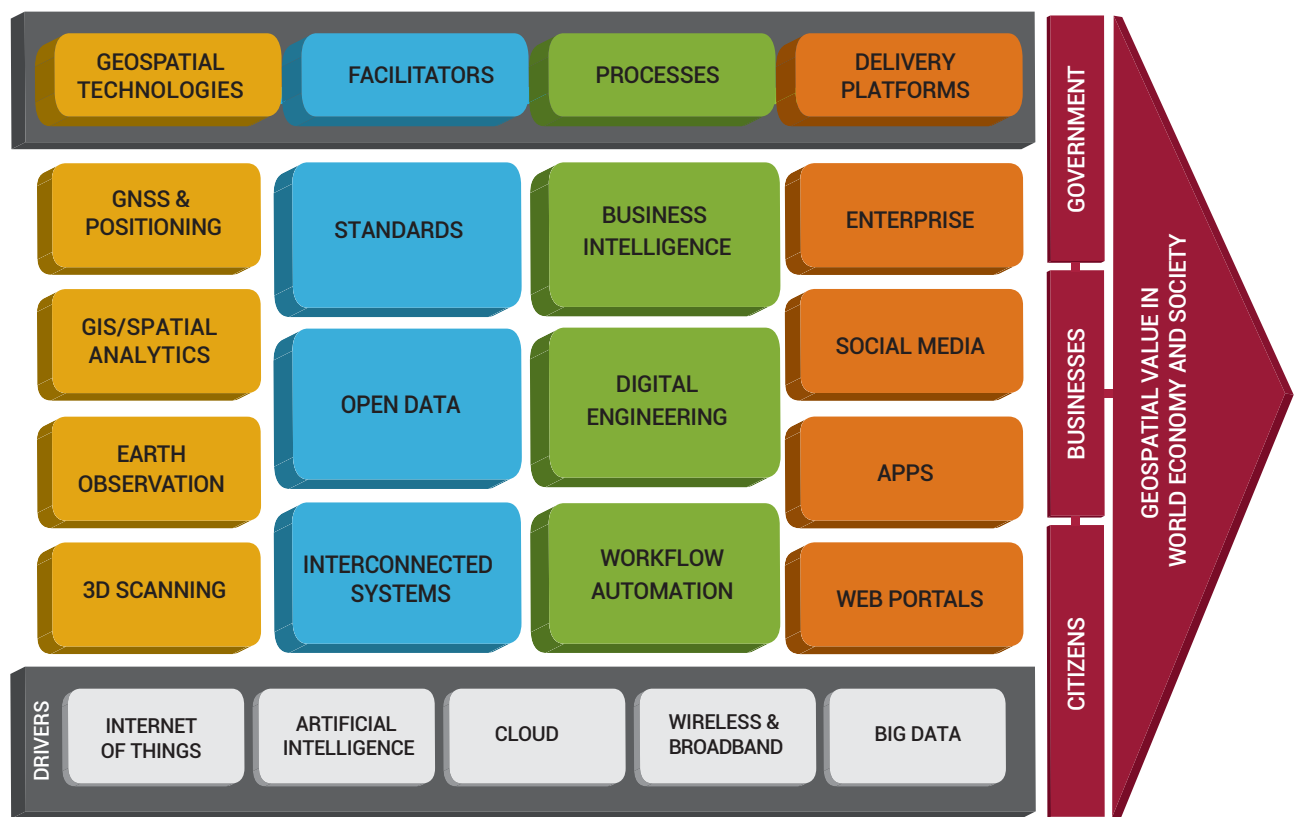 GEOSPATIAL
TECHNOLOGIES
FACILITATORS
PROCESSES
DELIVERY
PLATFORMS
GNSS &
POSITIONING
GIS/SPATIAL
ANALYTICS
EARTH
OBSERVATION
3D SCANNING
STANDARDS
OPEN DATA
INTERCONNECTED
SYSTEMS
BUSINESS
INTELLIGENCE
DIGITAL
ENGINEERING
WORKFLOW
AUTOMATION
ENTERPRISE
SOCIAL MEDIA
APPS
WEB PORTALS
DRIVERS
INTERNET
OF THINGS
ARTIFICIAL
INTELLIGENCE
CLOUD
WIRELESS &
BROADBAND
BIG DATA
GOVERNMENT
BUSINESSES
CITIZENS
GEOSPATIAL VALUE IN
WORLD ECONOMY AND SOCIETY